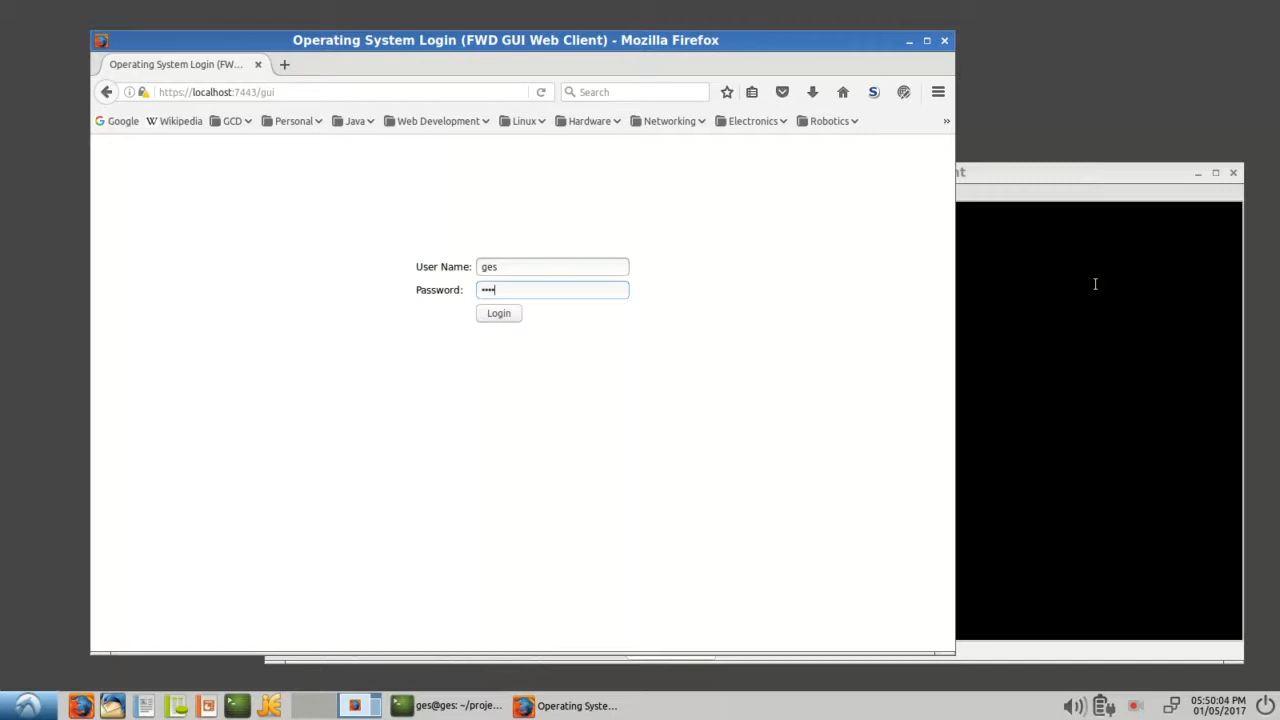 Operating System Login (FWD GUI Web Client) - Mozilla Firefox
Operating System Login (FW...
https://localhost:7443/gui
Search
Google Wikipedia GCD Personal Java Web Development Linux Hardware Networking Electronics Robotics »
nt
User Name: ges
Password: ••••
Login
ges@ges: ~/proje... Operating Syste... 05:50:04 PM
01/05/2017